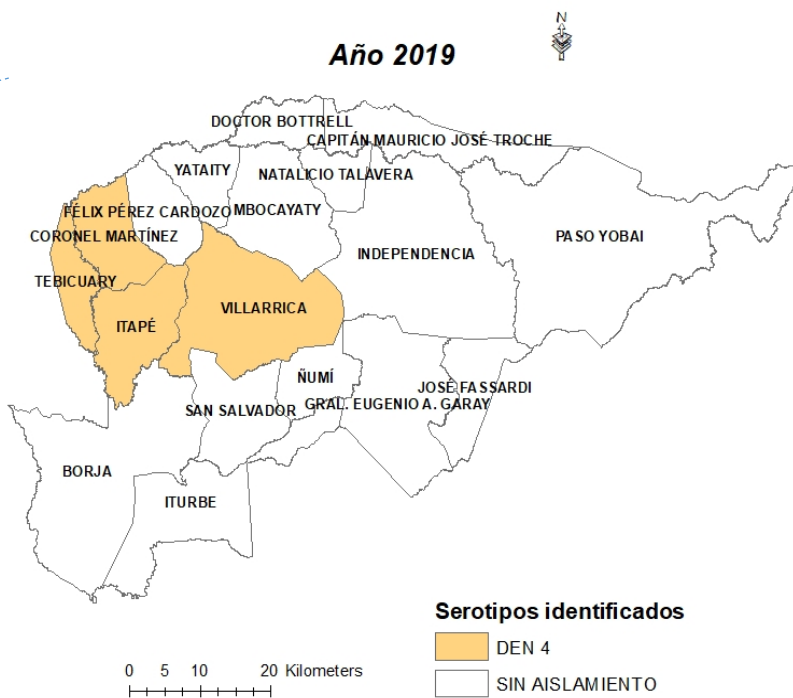 N
Año 2019
DOCTOR BOTTRELL
CAPITÁN MAURICIO JOSÉ TROCHE
YATAITY
NATALICIO TALAVERA
FÉLIX PÉREZ CARDOZO
MBOCAYATY
CORONEL MARTÍNEZ
PASO YOBAI
INDEPENDENCIA
TEBICUARY
VILLARRICA
ITAPÉ
ÑUMÍ
JOSÉ FASSARDI
GRAL. EUGENIO A. GARAY
SAN SALVADOR
BORJA
ITURBE
Serotipos identificados
DEN 4
SIN AISLAMIENTO
0 5 10 20 Kilometers